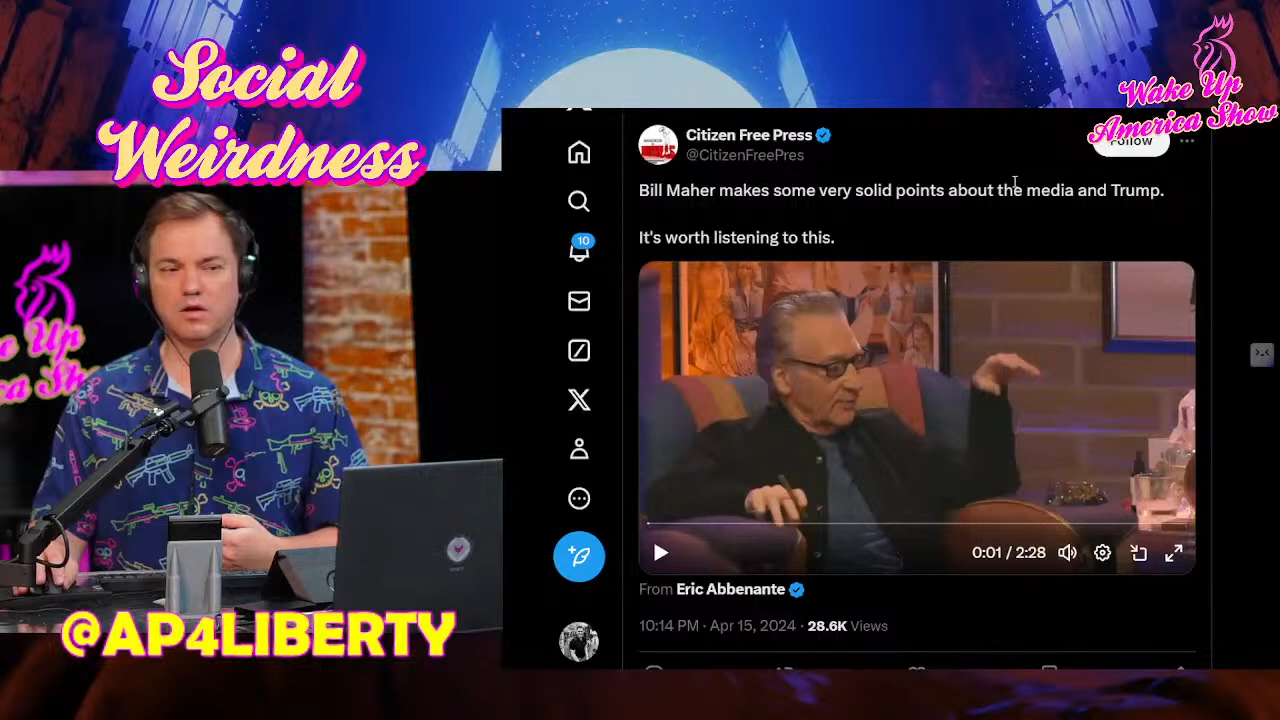 Social
Weirdness
Wake Up
America Show
Citizen Free Press
@CitizenFreePres
Follow
Bill Maher makes some very solid points about the media and Trump.
It's worth listening to this.
10
0:01 / 2:28
From Eric Abbenante
10:14 PM · Apr 15, 2024 · 28.6K Views
@AP4LIBERTY